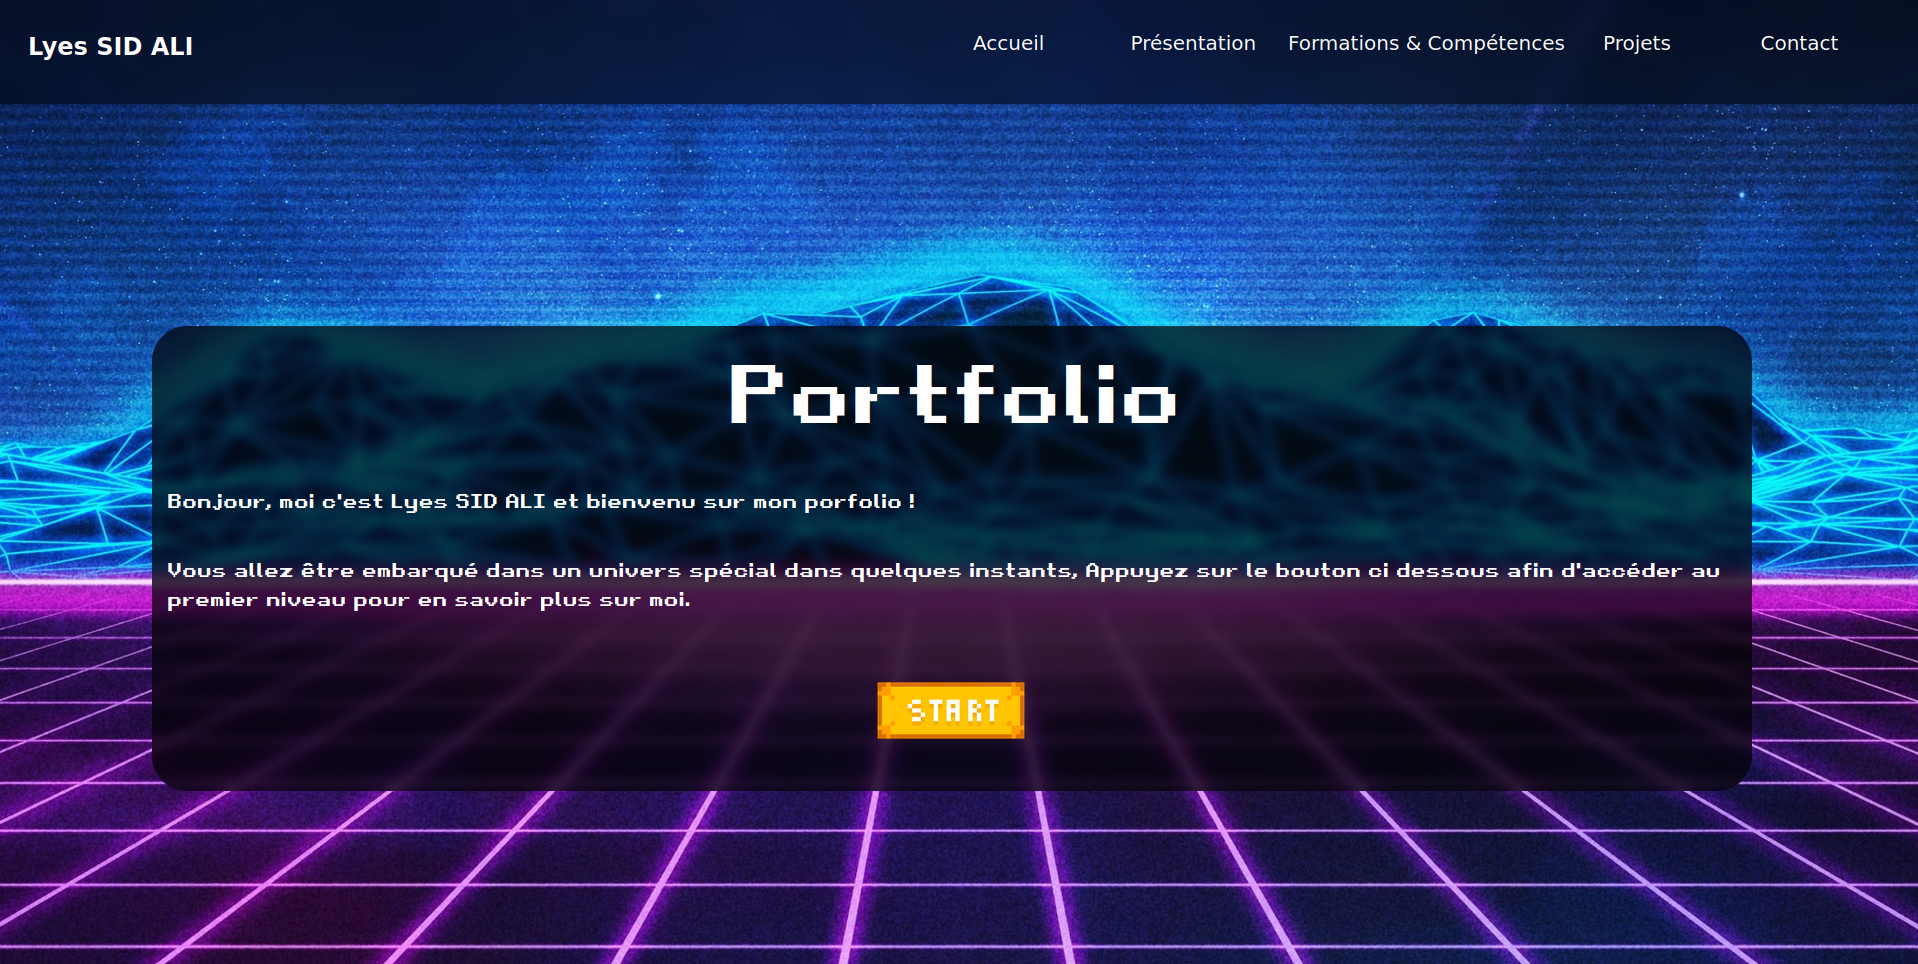 Lyes SID ALI
Accueil
Présentation
Formations & Compétences
Projets
Contact
Portfolio
Bonjour, moi c'est Lyes SID ALI et bienvenu sur mon porfolio !
Vous allez être embarqué dans un univers spécial dans quelques instants, Appuyez sur le bouton ci dessous afin d'accéder au
premier niveau pour en savoir plus sur moi.
START